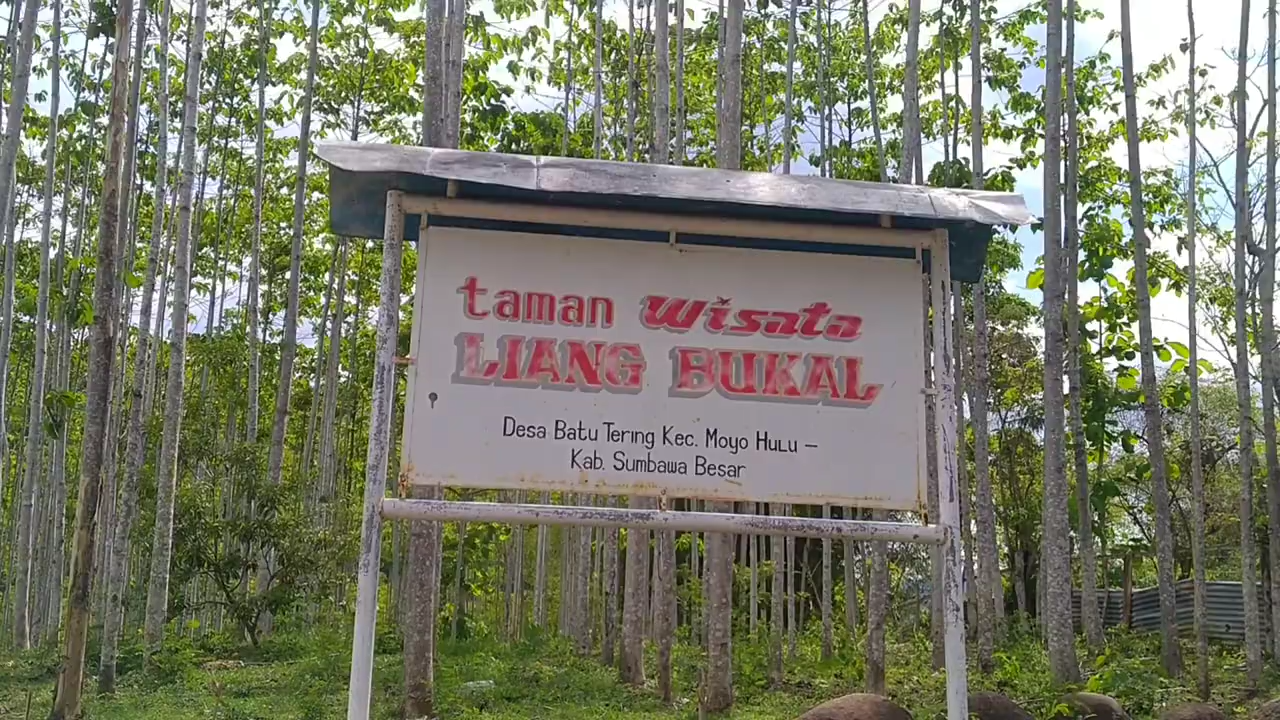 taman wisata
LIANG BUKAL
Desa Batu Tering Kec. Moyo Hulu –
Kab. Sumbawa Besar